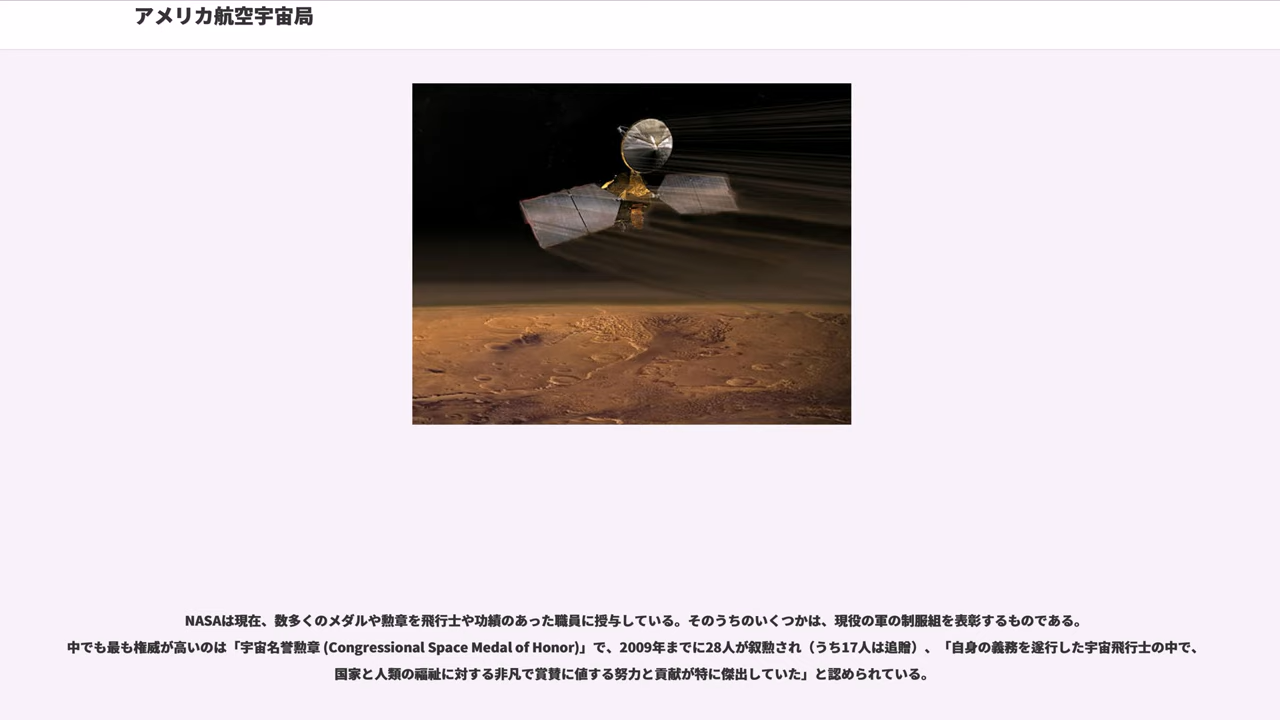 アメリカ航空宇宙局
NASAは現在、数多くのメダルや勲章を飛行士や功績のあった職員に授与している。そのうちのいくつかは、現役の軍の制服組を表彰するものである。
中でも最も権威が高いのは「宇宙名誉勲章 (Congressional Space Medal of Honor)」で、2009年までに28人が叙勲され（うち17人は追贈）、「自身の義務を遂行した宇宙飛行士の中で、
国家と人類の福祉に対する非凡で賞賛に値する努力と貢献が特に傑出していた」と認められている。